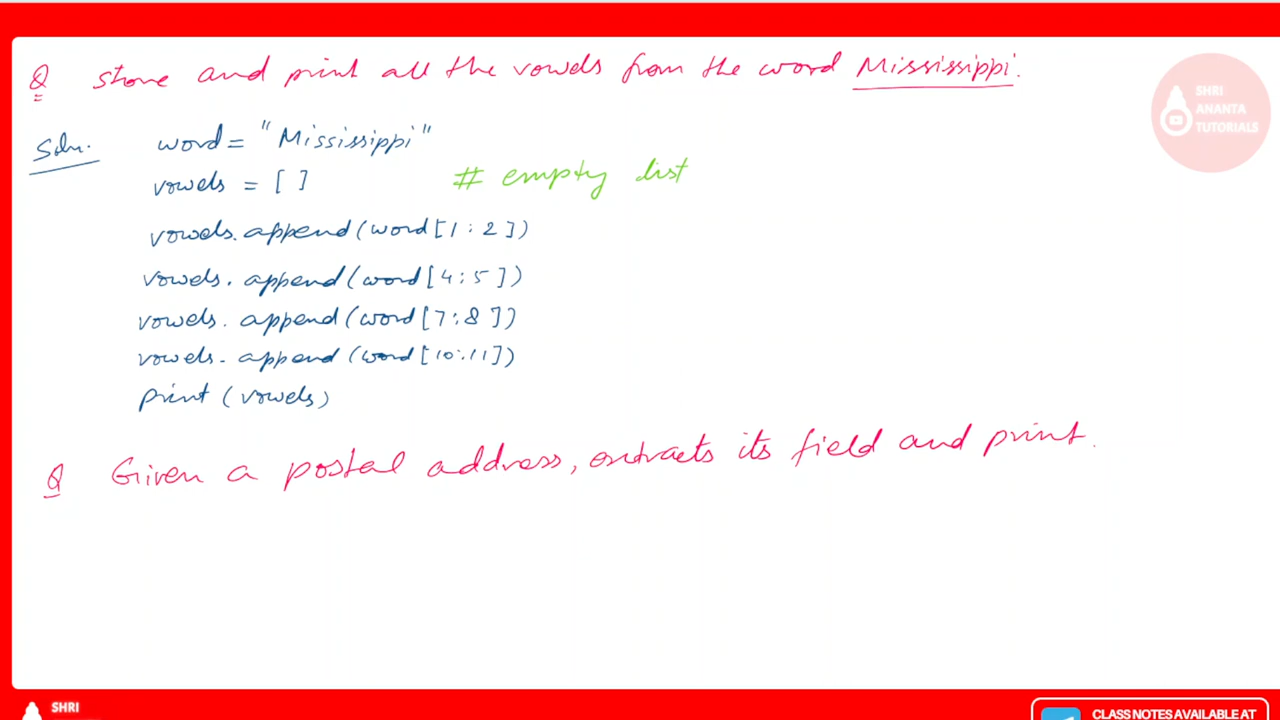 Q store and print all the vowels from the word Mississippi.
SHRI
ANANTA
TUTORIALS
Soln. word = "Mississippi"
vowels = [ ] # empty list
vowels.append(word[1:2])
vowels.append(word[4:5])
vowels.append(word[7:8])
vowels.append(word[10:11])
print(vowels)
Q Given a postal address, extracts its field and print.
SHRI
CLASS NOTES AVAILABLE AT